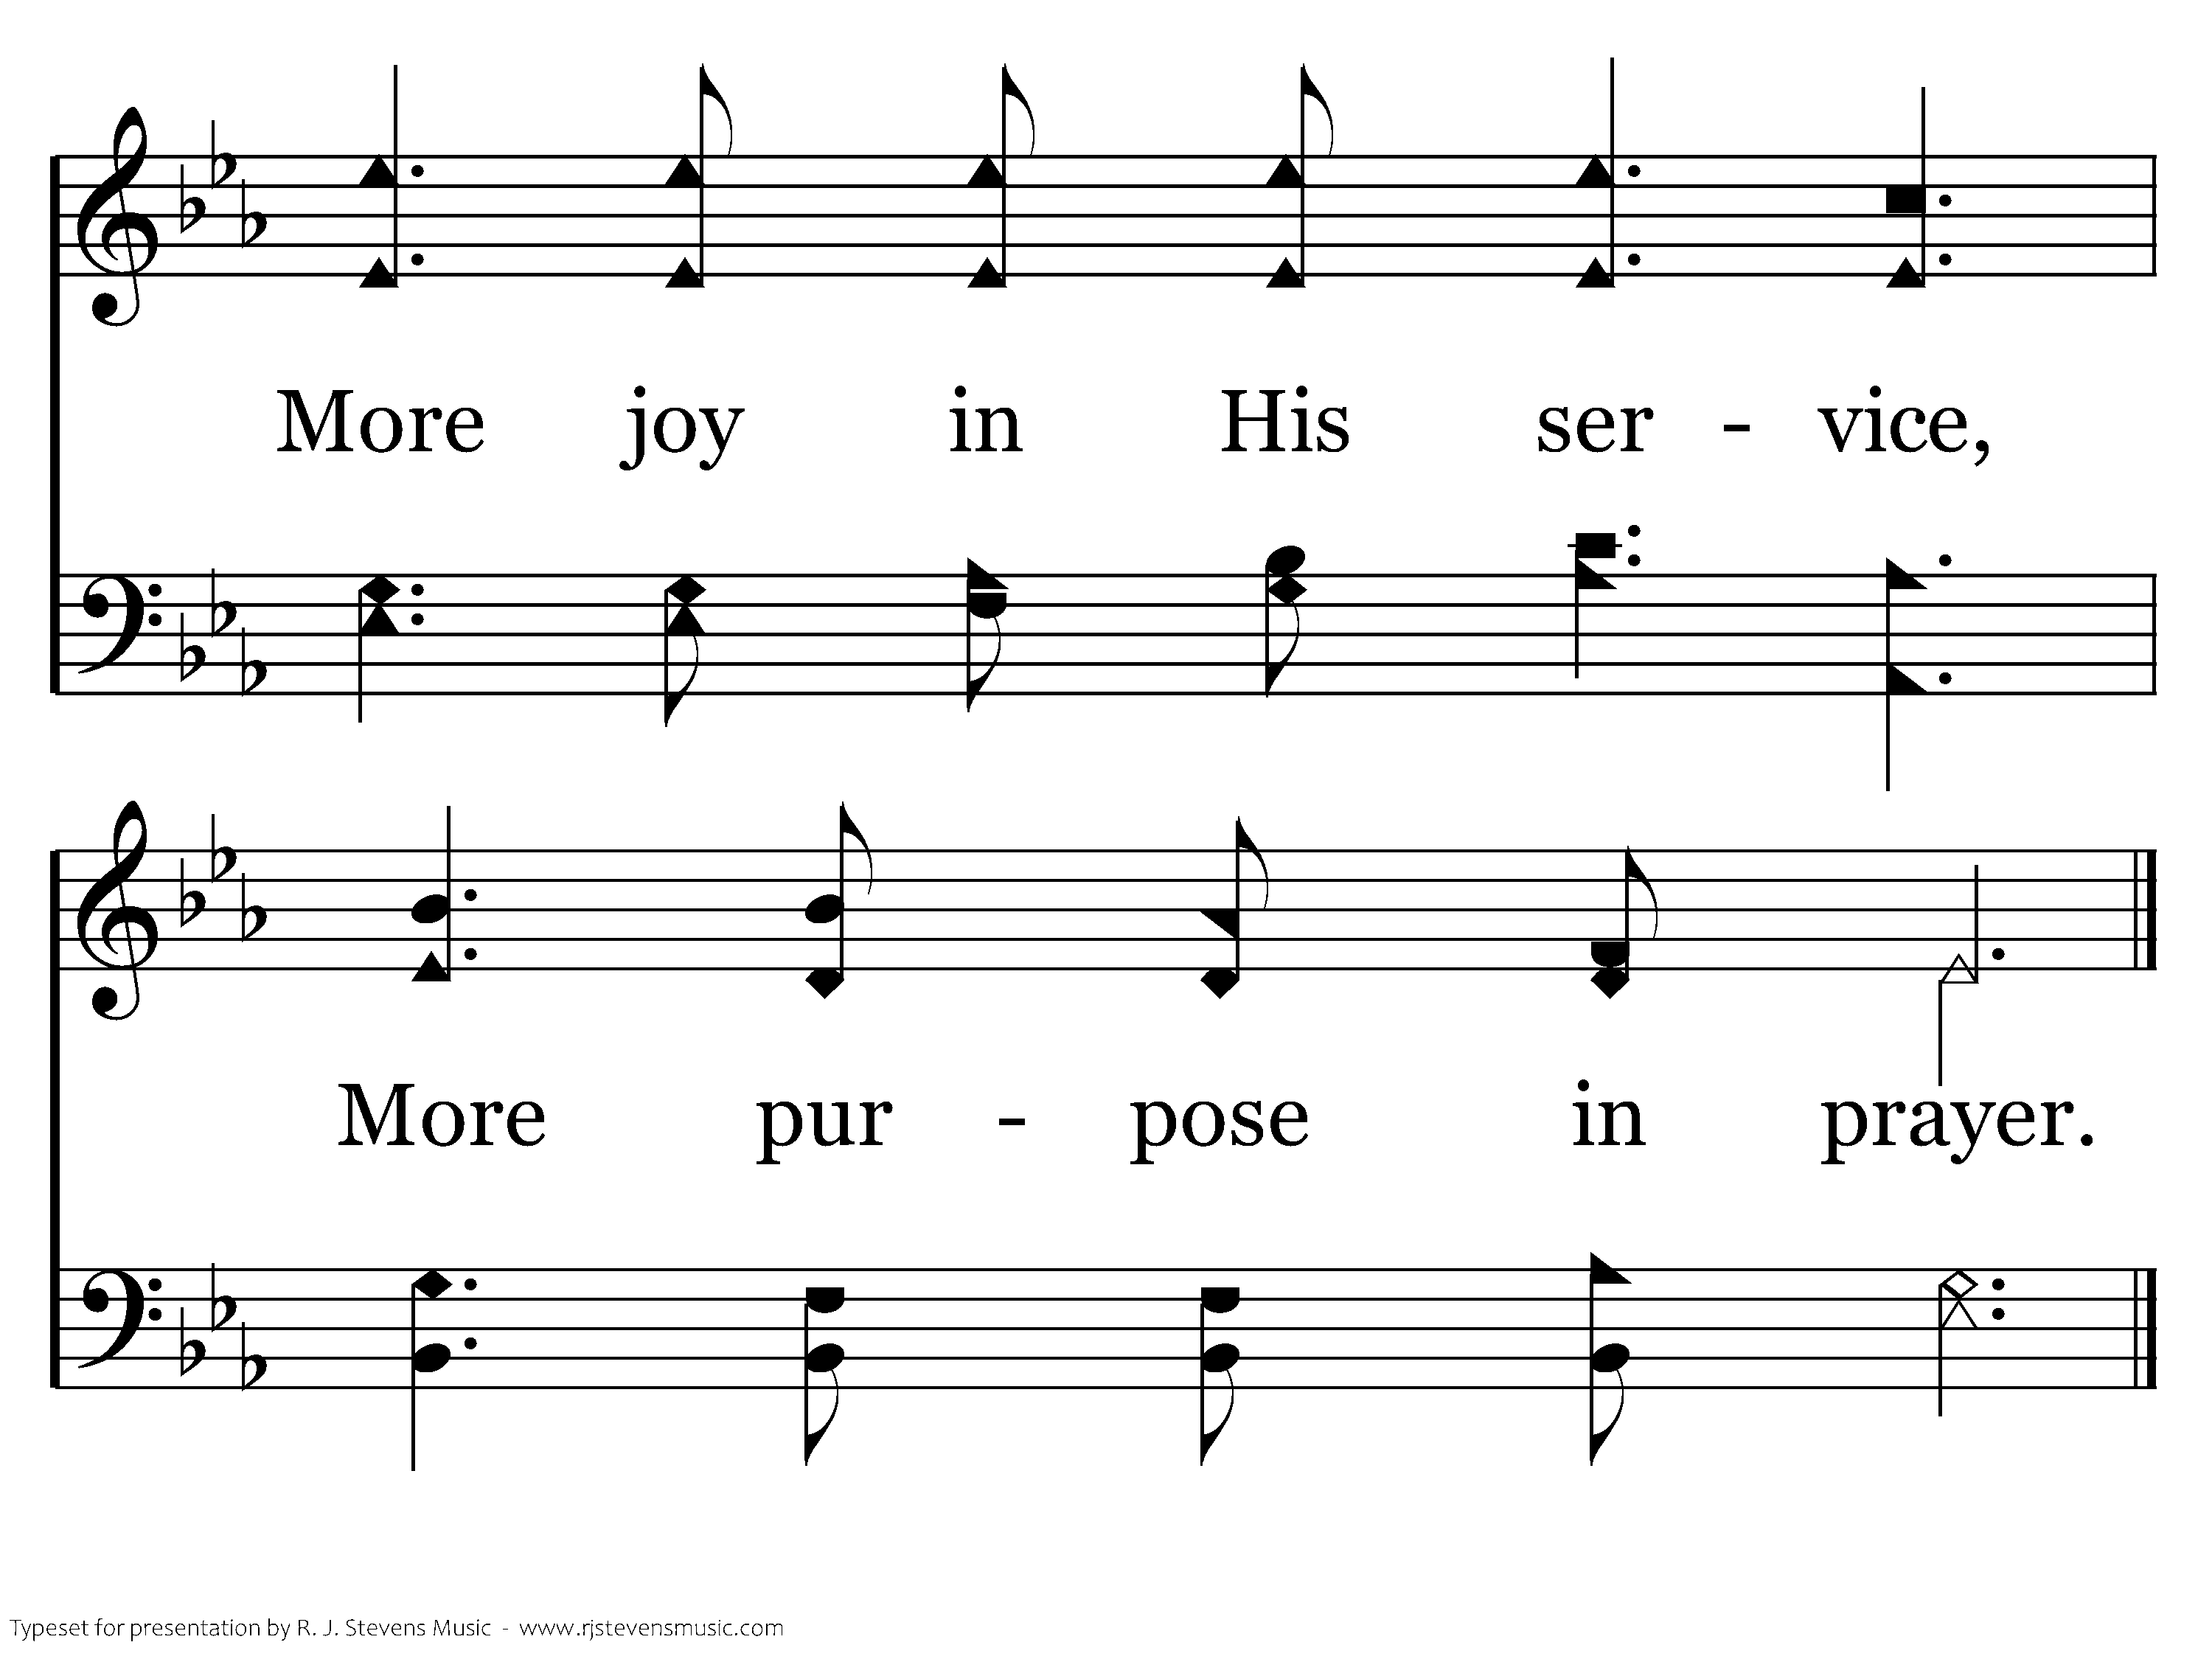 More joy in His ser - vice,
More pur - pose in prayer.
Typeset for presentation by R. J. Stevens Music - www.rjstevensmusic.com